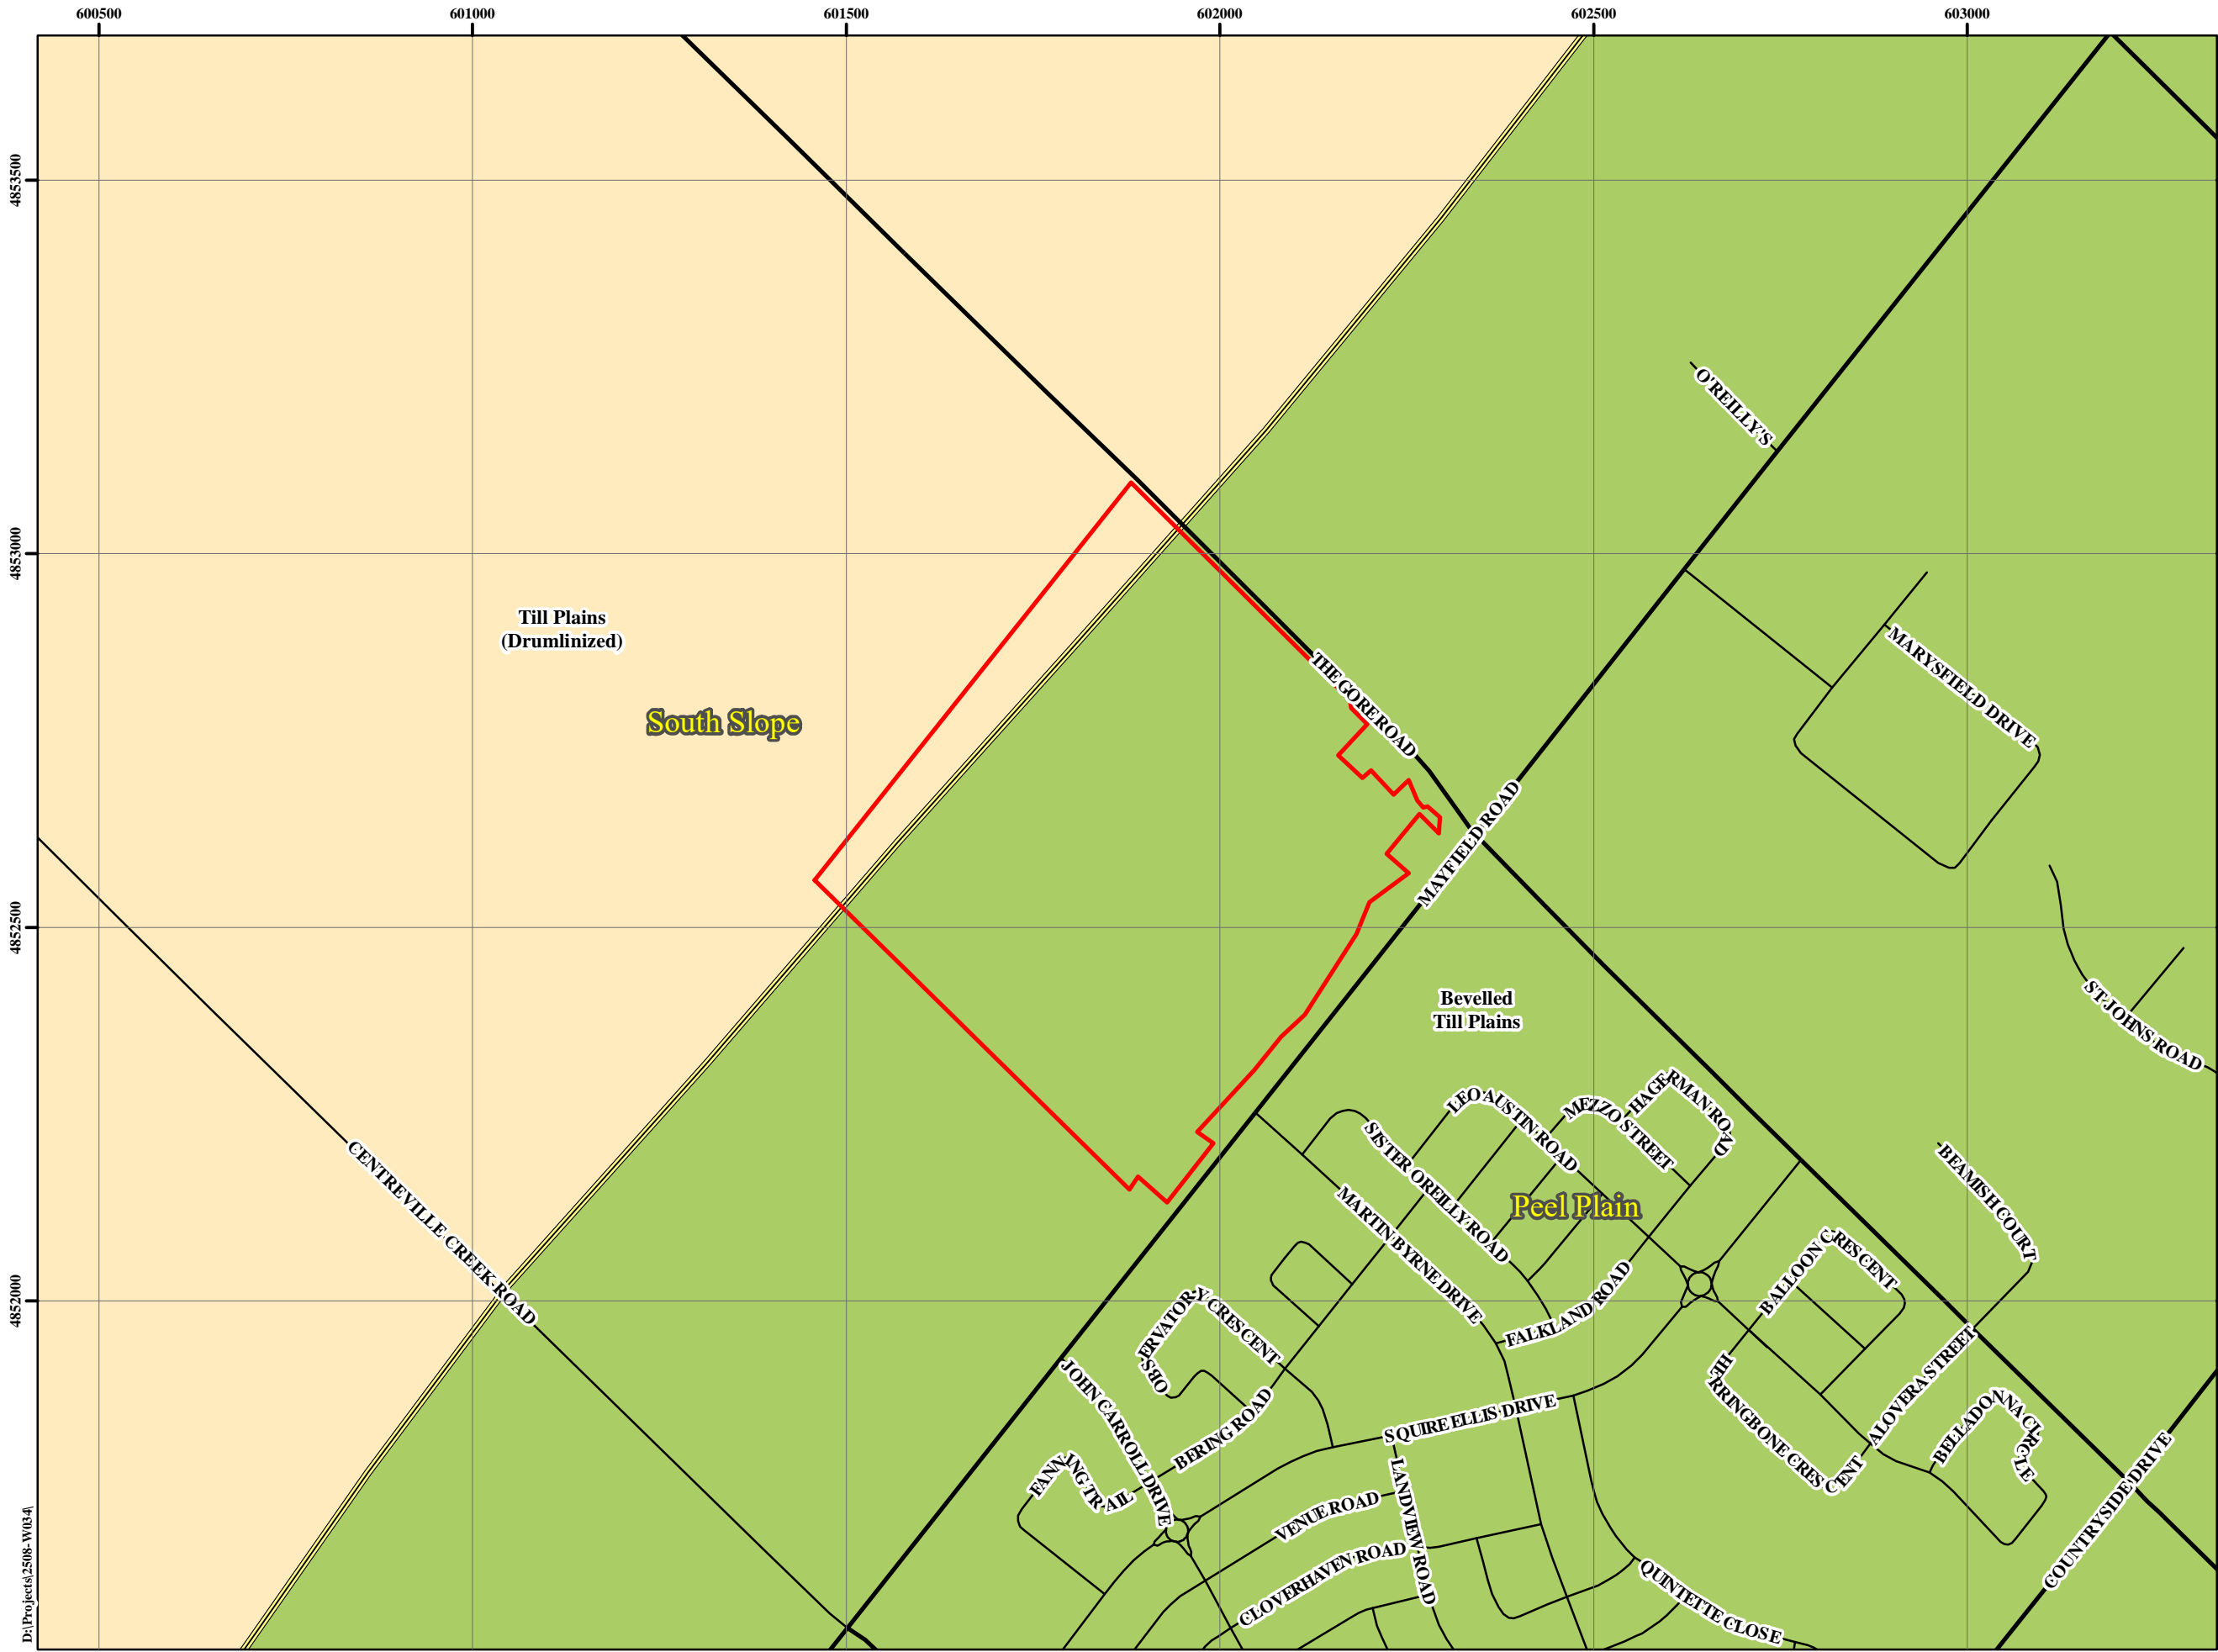 600500
601000
601500
602000
602500
603000
4853500
4853000
4852500
4852000
O'REILLY'S
Till Plains
(Drumlinized)
South Slope
THE GORE ROAD
MARYSFIELD DRIVE
MAYFIELD ROAD
Bevelled
Till Plains
ST JOHNS ROAD
LEO AUSTIN ROAD
MEZZO STREET
HAGERMAN ROAD
SISTER OREILLY ROAD
MARTIN BYRNE DRIVE
Peel Plain
CENTREVILLE CREEK ROAD
BEAMISH COURT
BALLOON CRESCENT
FALKLAND ROAD
OBSERVATORY CRESCENT
JOHN CARROLL DRIVE
BERING ROAD
SQUIRE ELLIS DRIVE
HERRINGBONE CRESCENT
ALOVERA STREET
BELLADONNA CIRCLE
COUNTRYSIDE DRIVE
FANNING TRAIL
VENUE ROAD
LANDVIEW ROAD
CLOVERHAVEN ROAD
QUINTETTE CLOSE
D:\Projects\2508-W034\